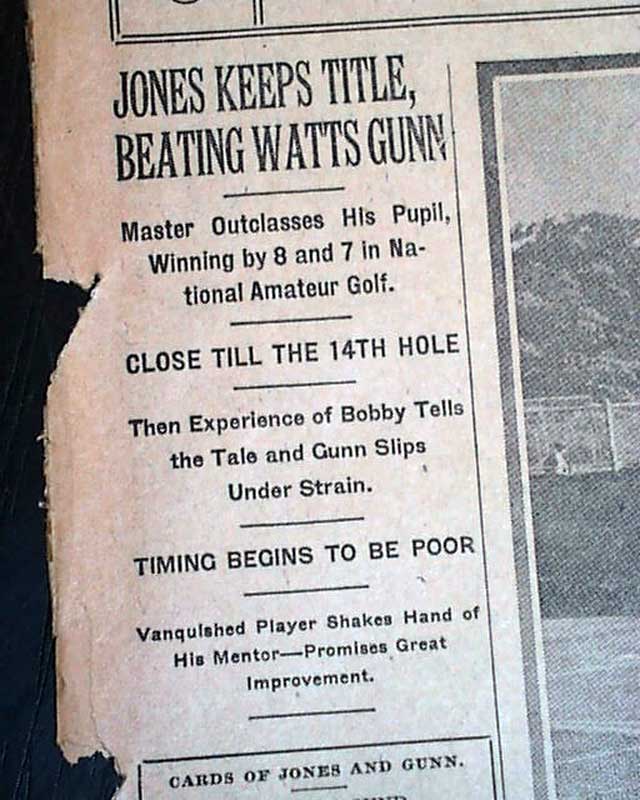 JONES KEEPS TITLE,
BEATING WATTS GUNN
Master Outclasses His Pupil,
Winning by 8 and 7 in Na-
tional Amateur Golf.
CLOSE TILL THE 14TH HOLE
Then Experience of Bobby Tells
the Tale and Gunn Slips
Under Strain.
TIMING BEGINS TO BE POOR
Vanquished Player Shakes Hand of
His Mentor—Promises Great
Improvement.
CARDS OF JONES AND GUNN.